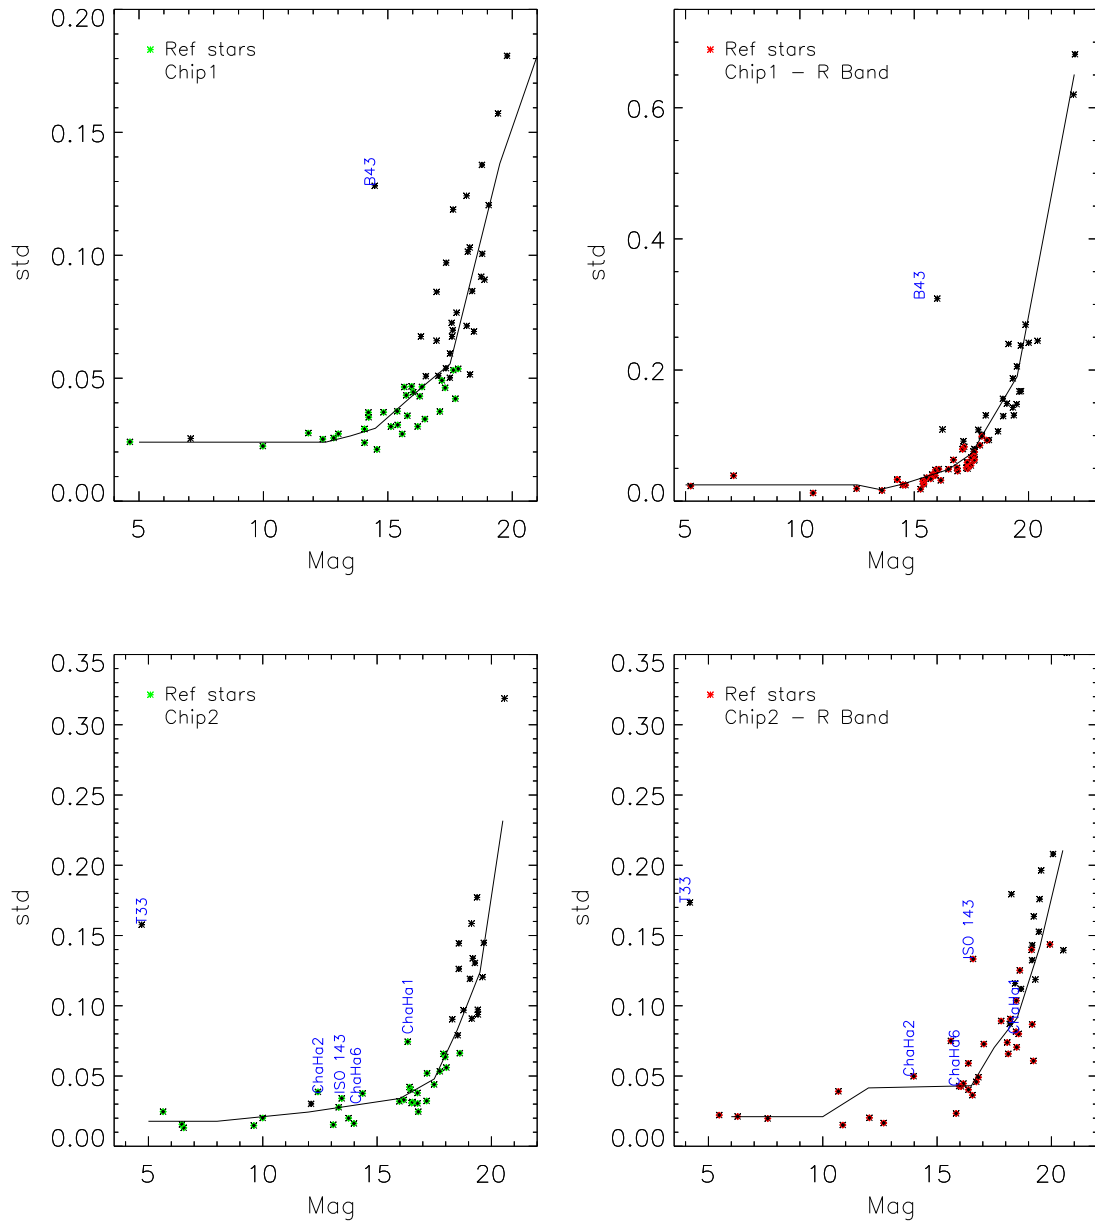 0.20
0.15
0.10
0.05
0.00
std
Ref stars
Chip1
B43
5
10
15
20
Mag
0.6
0.4
0.2
0.0
std
Ref stars
Chip1 – R Band
B43
5
10
15
20
Mag
0.35
0.30
0.25
0.20
0.15
0.10
0.05
0.00
std
Ref stars
Chip2
T33
ChaHa2
ISO 143
ChaHa6
ChaHa1
5
10
15
20
Mag
0.35
0.30
0.25
0.20
0.15
0.10
0.05
0.00
std
Ref stars
Chip2 – R Band
T33
ChaHa2
ChaHa6
ISO 143
ChaHa1
5
10
15
20
Mag